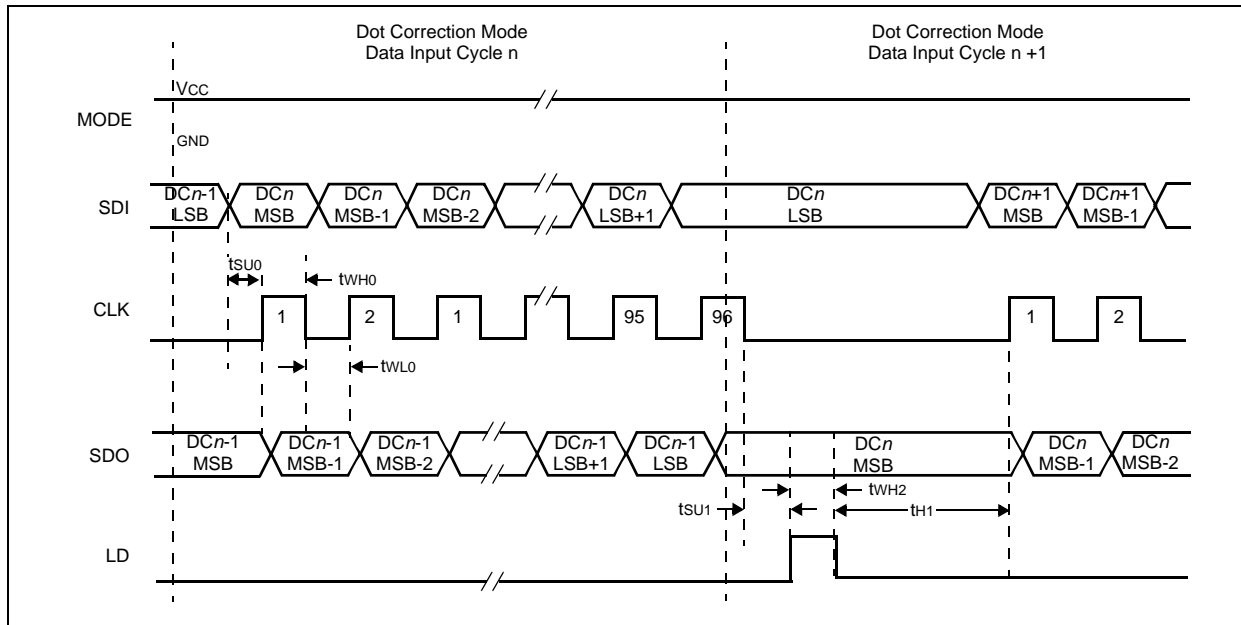 Dot Correction Mode
Data Input Cycle n
Dot Correction Mode
Data Input Cycle n +1
VCC
MODE
GND
SDI
DCn-1
LSB
DCn
MSB
DCn
MSB-1
DCn
MSB-2
DCn
LSB+1
DCn
LSB
DCn+1
MSB
DCn+1
MSB-1
tSU0
tWH0
CLK
1
2
1
95
96
1
2
tWL0
SDO
DCn-1
MSB
DCn-1
MSB-1
DCn-1
MSB-2
DCn-1
LSB+1
DCn-1
LSB
DCn
MSB
DCn
MSB-1
DCn
MSB-2
tWH2
tSU1
tH1
LD